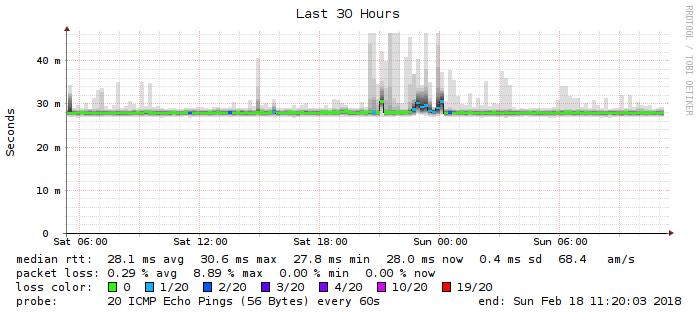 Last 30 Hours
RRDTOOL / TOBI OETIKER
Seconds
40 m
30 m
20 m
10 m
0
Sat 06:00 Sat 12:00 Sat 18:00 Sun 00:00 Sun 06:00
median rtt: 28.1 ms avg 30.6 ms max 27.8 ms min 28.0 ms now 0.4 ms sd 68.4 am/s
packet loss: 0.29 % avg 8.89 % max 0.00 % min 0.00 % now
loss color: 0 1/20 2/20 3/20 4/20 10/20 19/20
probe: 20 ICMP Echo Pings (56 Bytes) every 60s end: Sun Feb 18 11:20:03 2018